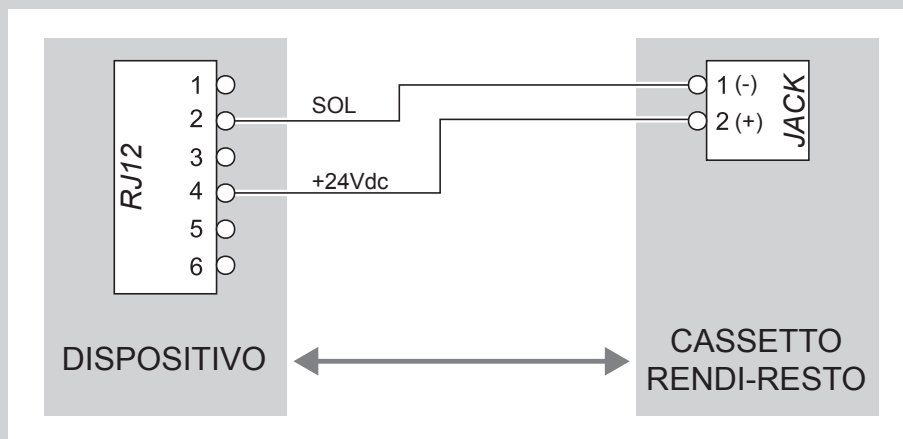 RJ12
1
2
3
4
5
6
SOL
+24Vdc
1 (-)
2 (+)
JACK
DISPOSITIVO
CASSETTO
RENDI-RESTO